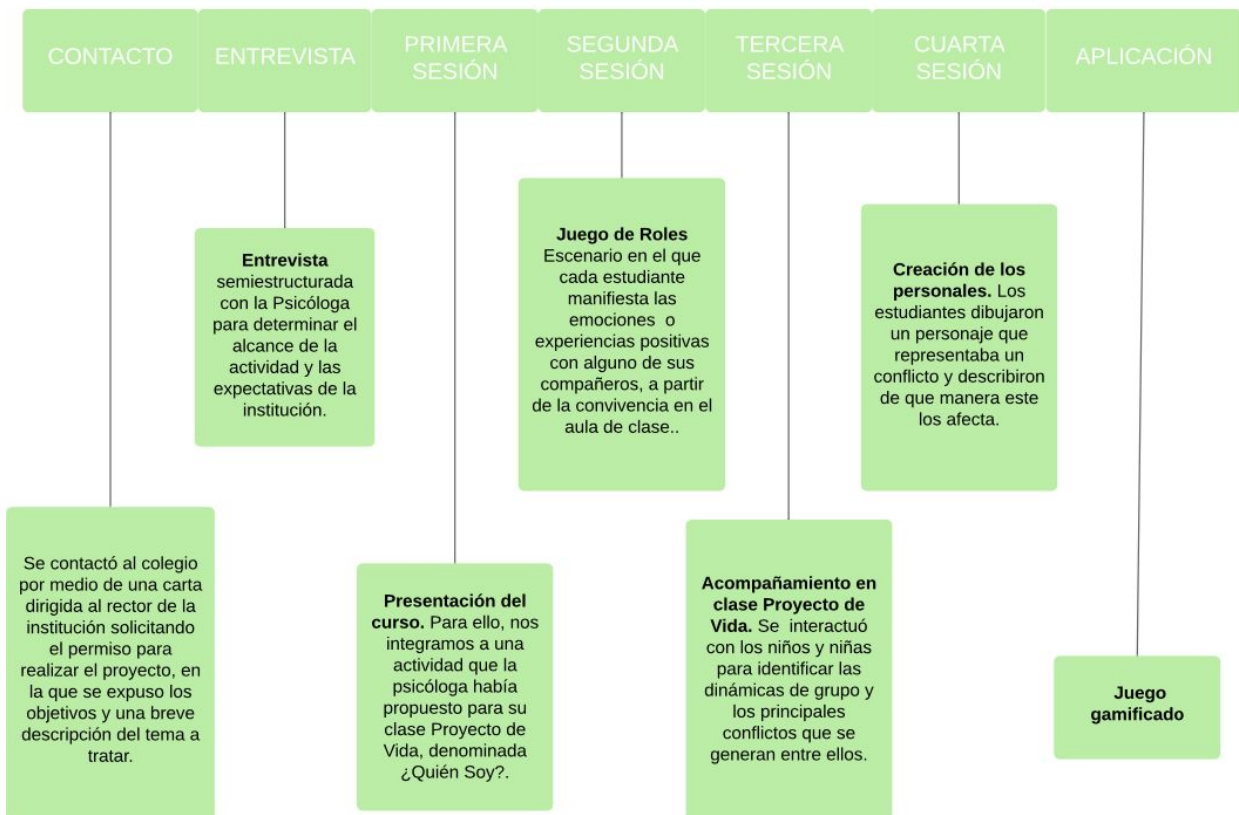 CONTACTO
ENTREVISTA
PRIMERA
SESIÓN
SEGUNDA
SESIÓN
TERCERA
SESIÓN
CUARTA
SESIÓN
APLICACIÓN
Se contactó al colegio
por medio de una carta
dirigida al rector de la
institución solicitando
el permiso para
realizar el proyecto, en
la que se expuso los
objetivos y una breve
descripción del tema a
tratar.
Entrevista
semiestructurada
con la Psicóloga
para determinar el
alcance de la
actividad y las
expectativas de la
institución.
Presentación del
curso. Para ello, nos
integramos a una
actividad que la
psicóloga había
propuesto para su
clase Proyecto de
Vida, denominada
¿Quién Soy?.
Juego de Roles
Escenario en el que
cada estudiante
manifiesta las
emociones o
experiencias positivas
con alguno de sus
compañeros, a partir
de la convivencia en el
aula de clase..
Acompañamiento en
clase Proyecto de
Vida. Se interactuó
con los niños y niñas
para identificar las
dinámicas de grupo y
los principales
conflictos que se
generan entre ellos.
Creación de los
personales. Los
estudiantes dibujaron
un personaje que
representaba un
conflicto y describiron
de que manera este
los afecta.
Juego
gamificado